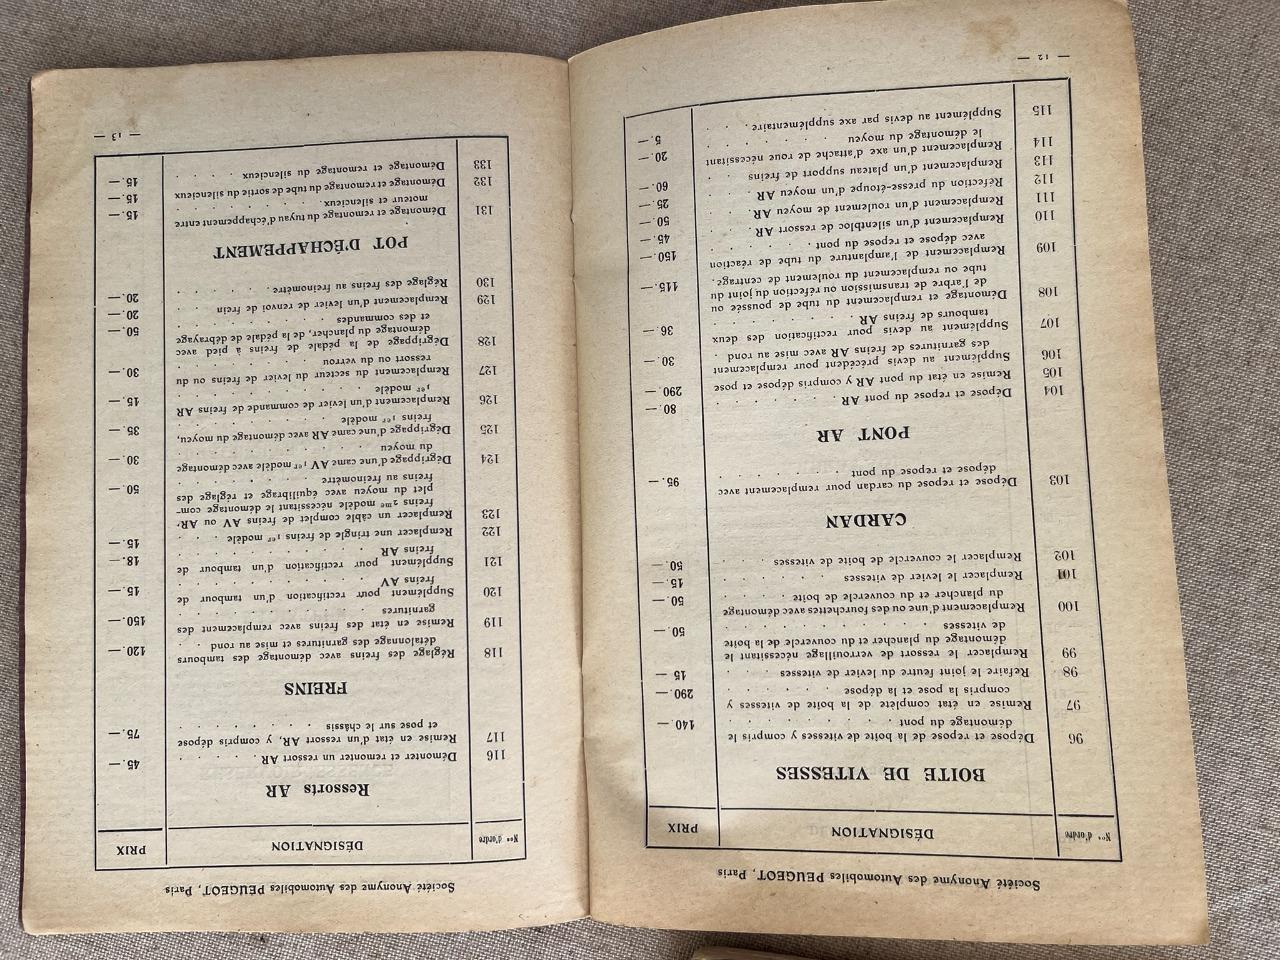 Société Anonyme des Automobiles PEUGEOT, Paris
Nos d'ordre DÉSIGNATION PRIX
BOITE DE VITESSES
96 Dépose et repose de la boîte de vitesses y compris le
démontage du pont . . . . . . . . . . 140.—
97 Remise en état complète de la boîte de vitesses y
compris la pose et la dépose . . . . . . 290.—
98 Refaire le joint feutre du levier de vitesses . . . 15.—
99 Remplacer le ressort de verrouillage nécessitant le
démontage du plancher et du couvercle de la boîte
de vitesses . . . . . . . . . . 50.—
100 Remplacement d'une ou des fourchettes avec démontage
du plancher et du couvercle de boîte . . . . 50.—
101 Remplacer le levier de vitesses . . . . . . 15.—
102 Remplacer le couvercle de boîte de vitesses . . . 50.—
CARDAN
103 Dépose et repose du cardan pour remplacement avec
dépose et repose du pont . . . . . . . 95.—
PONT AR
104 Dépose et repose du pont AR . . . . . . . 80.—
105 Remise en état du pont AR y compris dépose et pose 290.—
106 Supplément au devis précédent pour remplacement
des garnitures de freins AR avec mise au rond . 30.—
107 Supplément au devis pour rectification des deux
tambours de freins AR . . . . . . . . 36.—
108 Démontage et remplacement du tube de poussée ou
de l'arbre de transmission ou réfection du joint du
tube ou remplacement du roulement de centrage. 115.—
109 Remplacement de l'amplanture du tube de réaction
avec dépose et repose du pont . . . . . 150.—
110 Remplacement d'un silentbloc de ressort AR . . . 45.—
111 Remplacement d'un roulement de moyeu AR . . . 50.—
112 Réfection du presse-étoupe d'un moyeu AR . . . 25.—
113 Remplacement d'un plateau support de freins . . 60.—
114 Remplacement d'un axe d'attache de roue nécessitant
le démontage du moyeu . . . . . . . 20.—
115 Supplément au devis par axe supplémentaire . . . 5.—
— 12 —
Société Anonyme des Automobiles PEUGEOT, Paris
Nos d'ordre DÉSIGNATION PRIX
Ressorts AR
116 Démonter et remonter un ressort AR . . . . . 45.—
117 Remise en état d'un ressort AR, y compris dépose
et pose sur le châssis . . . . . . . . 75.—
FREINS
118 Réglage des freins avec démontage des tambours
détalonage des garnitures et mise au rond . . 120.—
119 Remise en état des freins avec remplacement des
garnitures . . . . . . . . . . 150.—
120 Supplément pour rectification d'un tambour de
freins AV . . . . . . . . . . 15.—
121 Supplément pour rectification d'un tambour de
freins AR . . . . . . . . . . 18.—
122 Remplacer une tringle de freins 1er modèle . . . 15.—
123 Remplacer un câble complet de freins AV ou AR,
freins 2me modèle nécessitant le démontage com-
plet du moyeu avec équilibrage et réglage des
freins au freinomètre . . . . . . . . 50.—
124 Dégrippage d'une came AV 1er modèle avec démontage
du moyeu . . . . . . . . . . 30.—
125 Dégrippage d'une came AR avec démontage du moyeu,
freins 1er modèle . . . . . . . . . 35.—
126 Remplacement d'un levier de commande de freins AR
1er modèle . . . . . . . . . . 15.—
127 Remplacement du secteur du levier de freins ou du
ressort ou du verrou . . . . . . . . 30.—
128 Dégrippage de la pédale de freins à pied avec
démontage du plancher, de la pédale de débrayage
et des commandes . . . . . . . . . 50.—
129 Remplacement d'un levier de renvoi de frein . . 20.—
130 Réglage des freins au freinomètre . . . . . . 20.—
POT D'ÉCHAPPEMENT
131 Démontage et remontage du tuyau d'échappement entre
moteur et silencieux. . . . . . . . . 15.—
132 Démontage et remontage du tube de sortie du silencieux 15.—
133 Démontage et remontage du silencieux . . . . 15.—
— 13 —